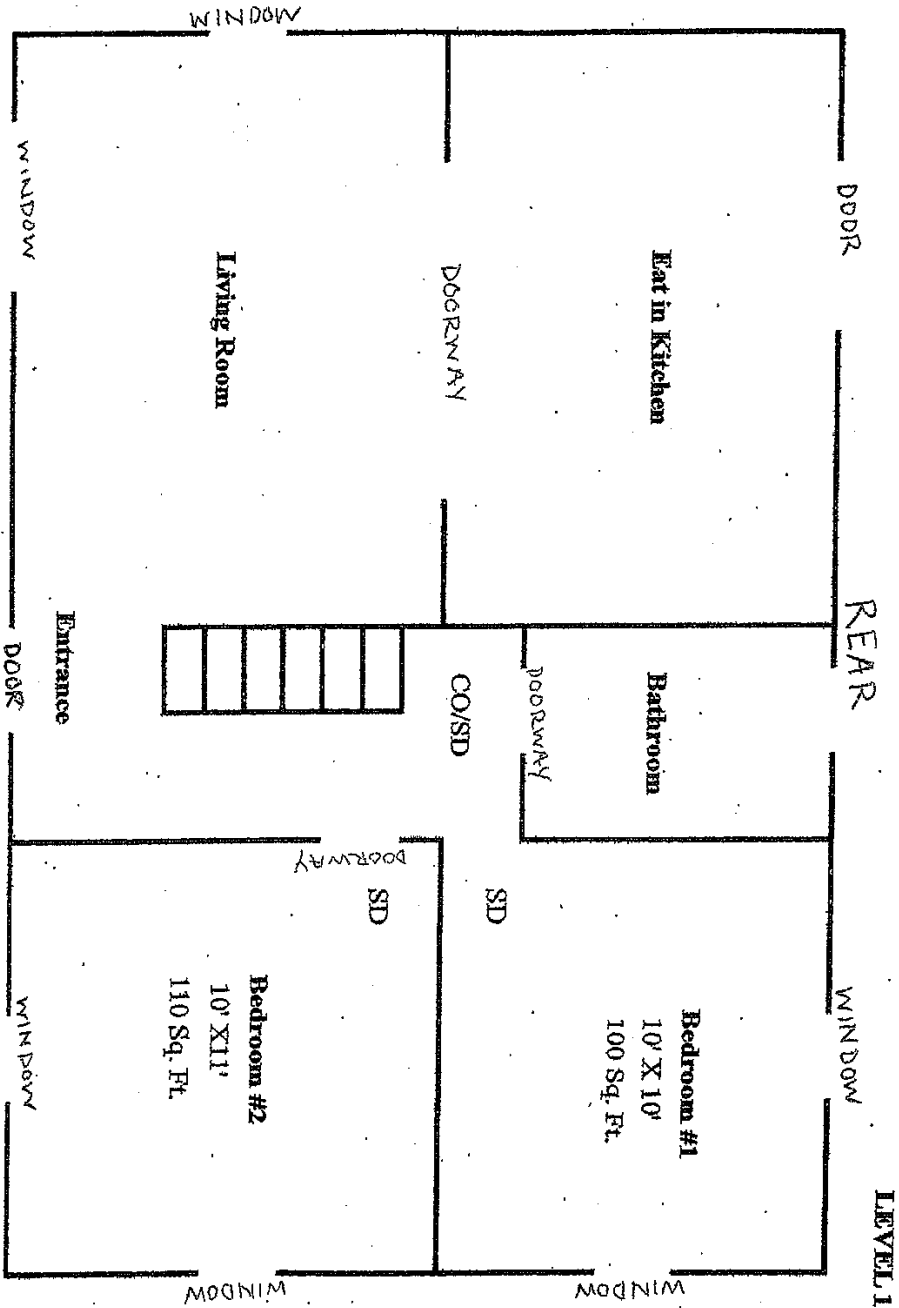 LEVEL 1
REAR
DOOR
WINDOW
Eat in Kitchen
Bathroom
Bedroom #1
10' X 10'
100 Sq. Ft.
WINDOW
DOORWAY
DOORWAY
CO/SD
SD
SD
DOORWAY
Living Room
Bedroom #2
10' X11'
110 Sq. Ft.
WINDOW
WINDOW
Entrance
WINDOW
DOOR
WINDOW